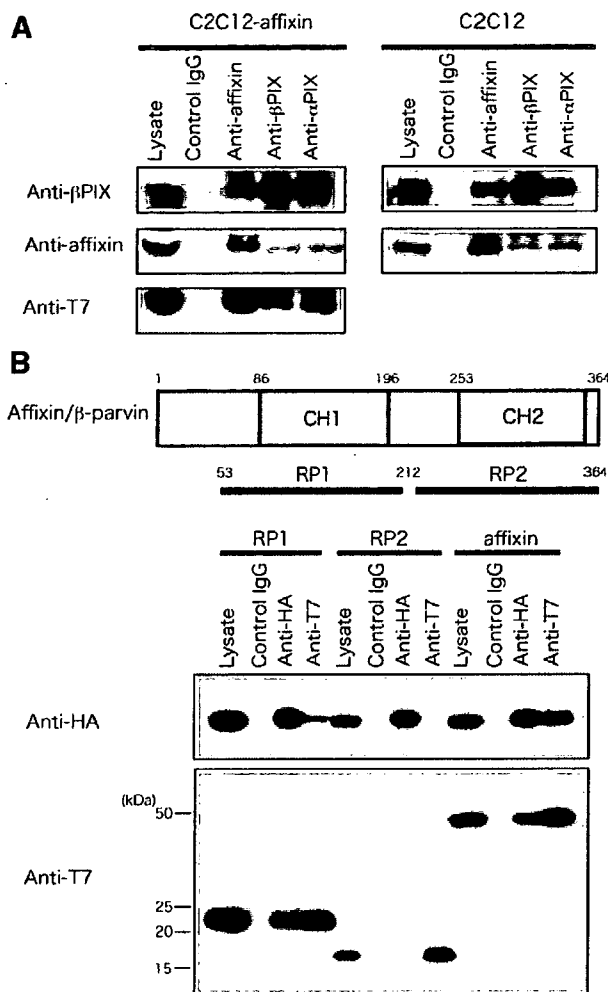 A
C2C12-affixin
C2C12
Lysate
Control IgG
Anti-affixin
Anti-βPIX
Anti-αPIX
Lysate
Control IgG
Anti-affixin
Anti-βPIX
Anti-αPIX
Anti-βPIX
Anti-affixin
Anti-T7
B
1 86 196 253 364
Affixin/β-parvin
CH1
CH2
53 RP1 212 RP2 364
RP1 RP2 affixin
Lysate
Control IgG
Anti-HA
Anti-T7
Lysate
Control IgG
Anti-HA
Anti-T7
Lysate
Control IgG
Anti-HA
Anti-T7
Anti-HA
(kDa)
50
Anti-T7
25
20
15